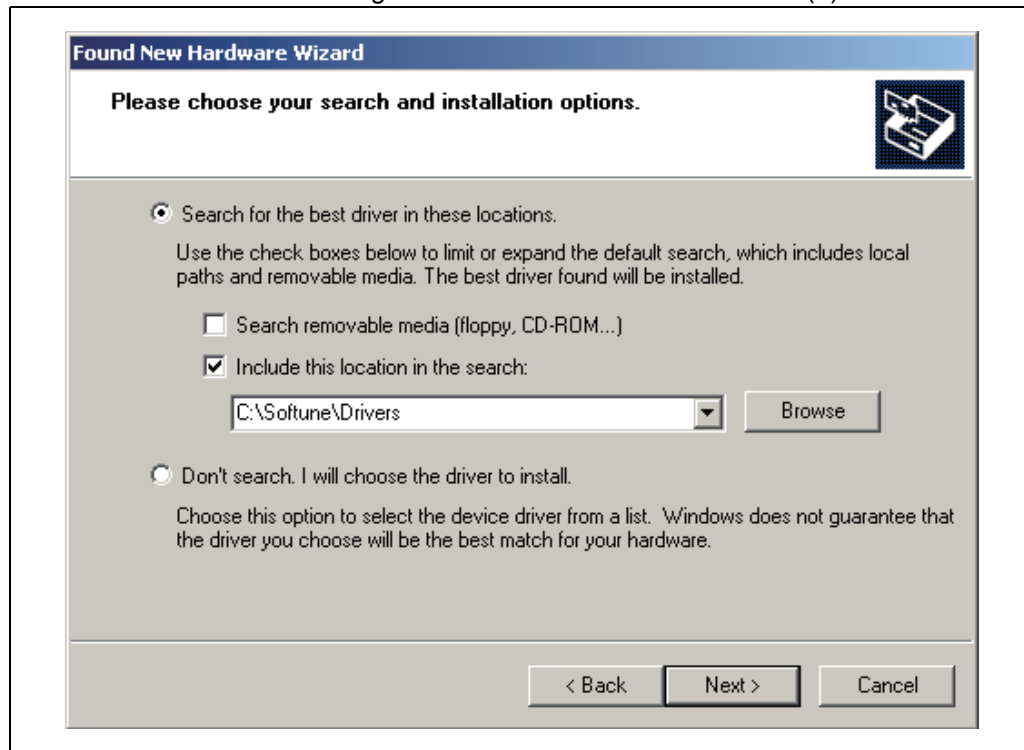 Found New Hardware Wizard
Please choose your search and installation options.
Search for the best driver in these locations.
Use the check boxes below to limit or expand the default search, which includes local
paths and removable media. The best driver found will be installed.
Search removable media (floppy, CD-ROM...)
Include this location in the search:
C:\Softune\Drivers
Browse
Don't search. I will choose the driver to install.
Choose this option to select the device driver from a list. Windows does not guarantee that
the driver you choose will be the best match for your hardware.
< Back
Next >
Cancel